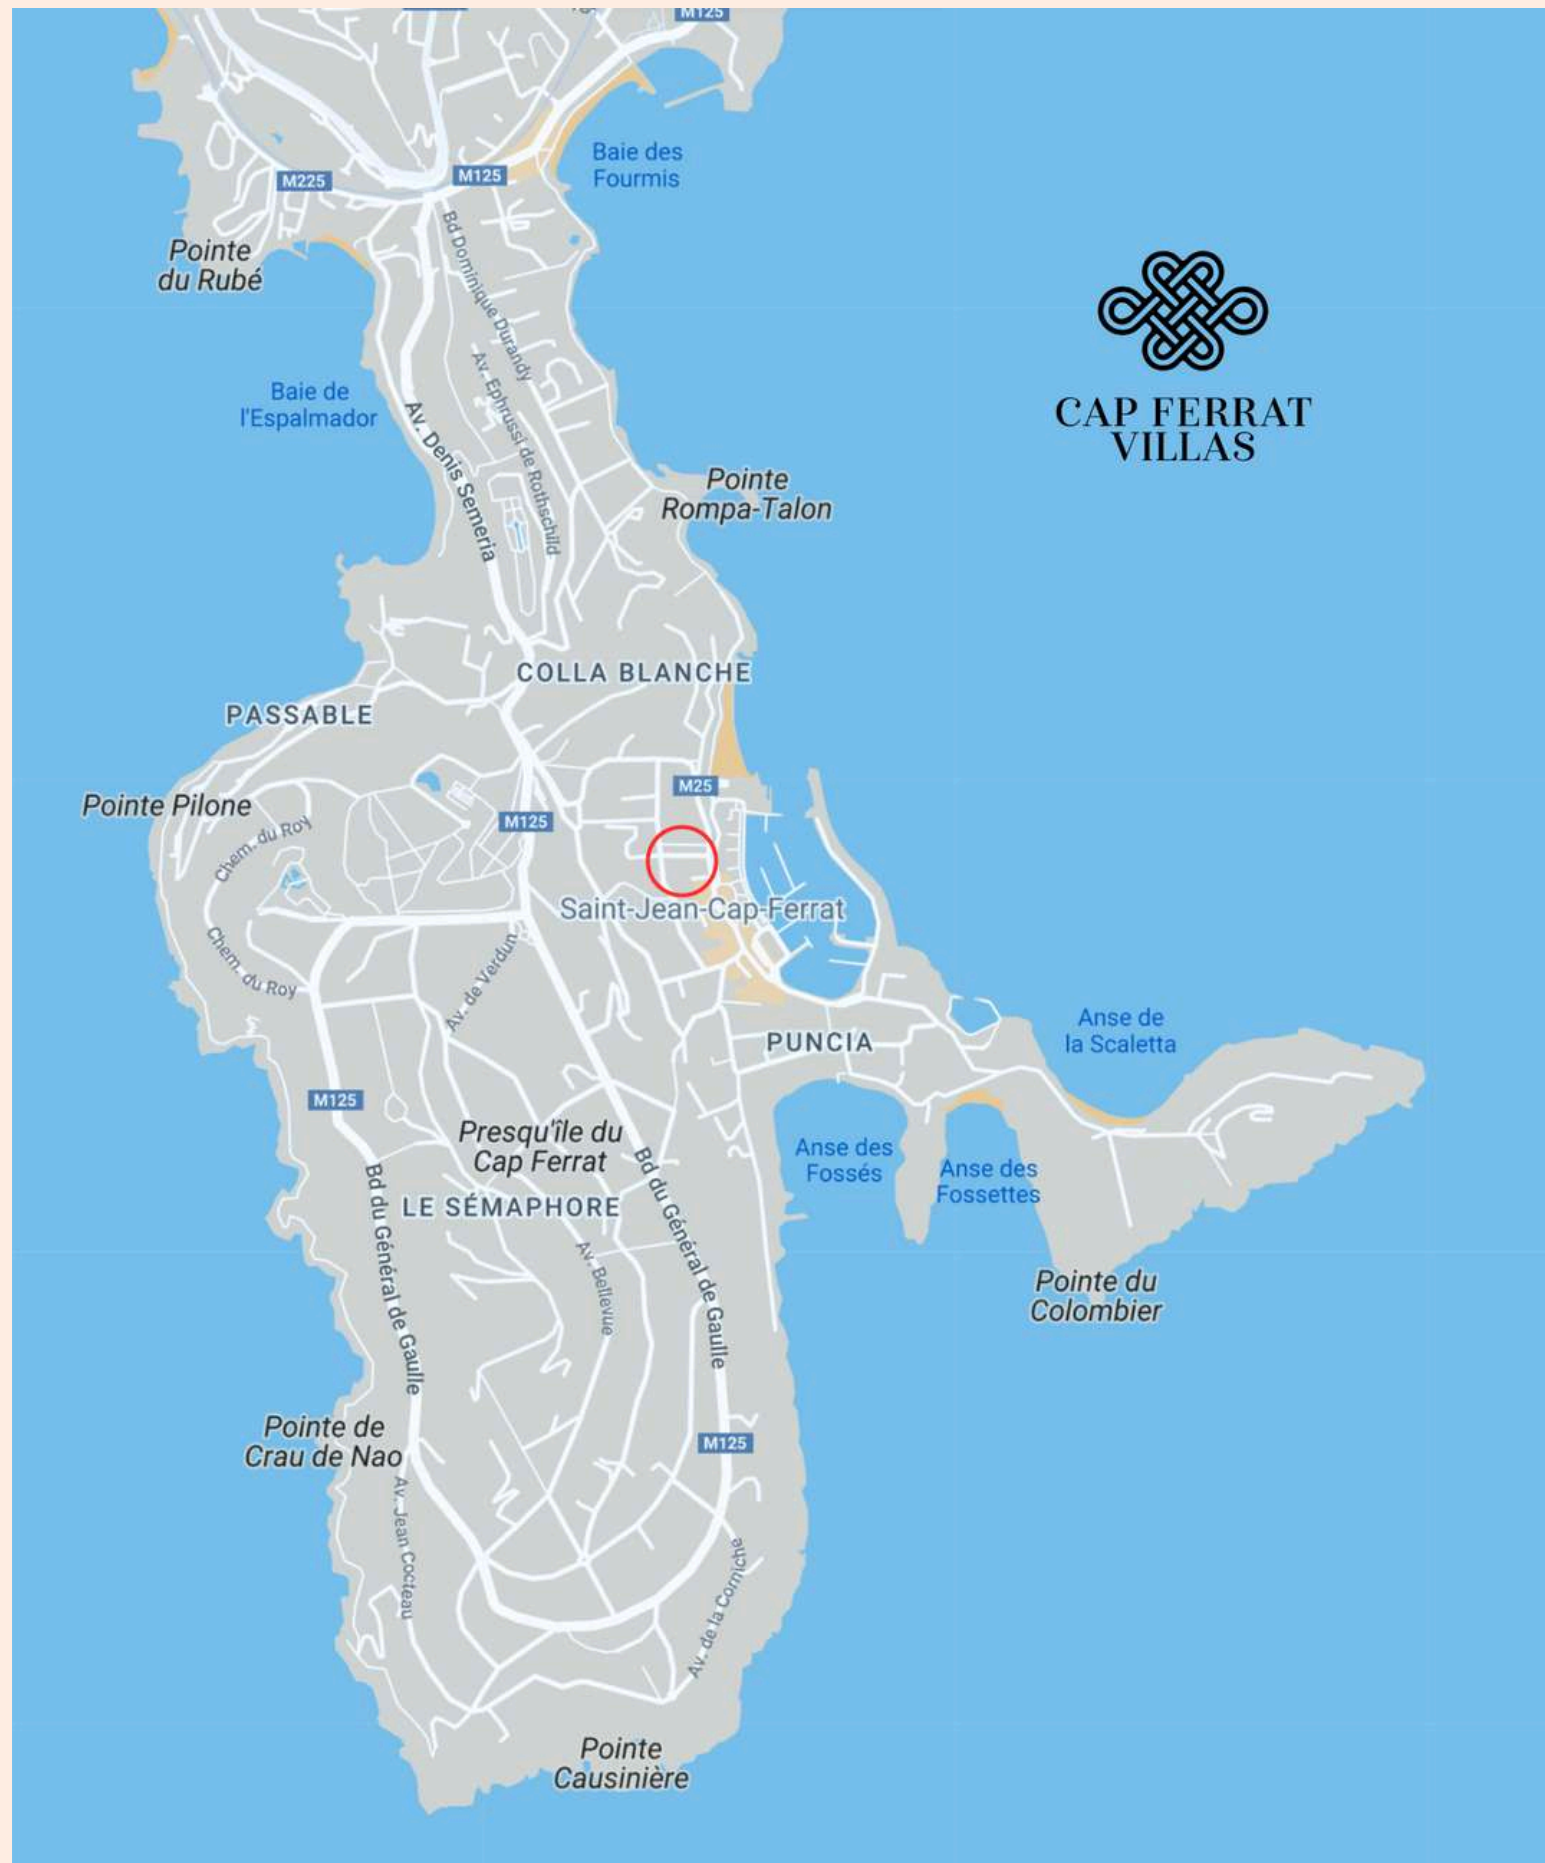 M125
Baie des
Fourmis
M225
M125
Pointe
du Rubé
Bd Dominique Durandy
Baie de
l'Espalmador
Av. Ephrussi de Rothschild
Av. Denis Semeria
CAP FERRAT
VILLAS
Pointe
Rompa-Talon
COLLA BLANCHE
PASSABLE
M25
Pointe Pilone
M125
Chem. du Roy
Saint-Jean-Cap-Ferrat
Chem. du Roy
Av. de Verdun
Anse de
la Scaletta
PUNCIA
M125
Presqu'île du
Cap Ferrat
Anse des
Fossés
Anse des
Fossettes
LE SÉMAPHORE
Bd du Général de Gaulle
Bd du Général de Gaulle
Av. Bellevue
Pointe du
Colombier
Pointe de
Crau de Nao
M125
Av. Jean Cocteau
Av. de la Corniche
Pointe
Causinière